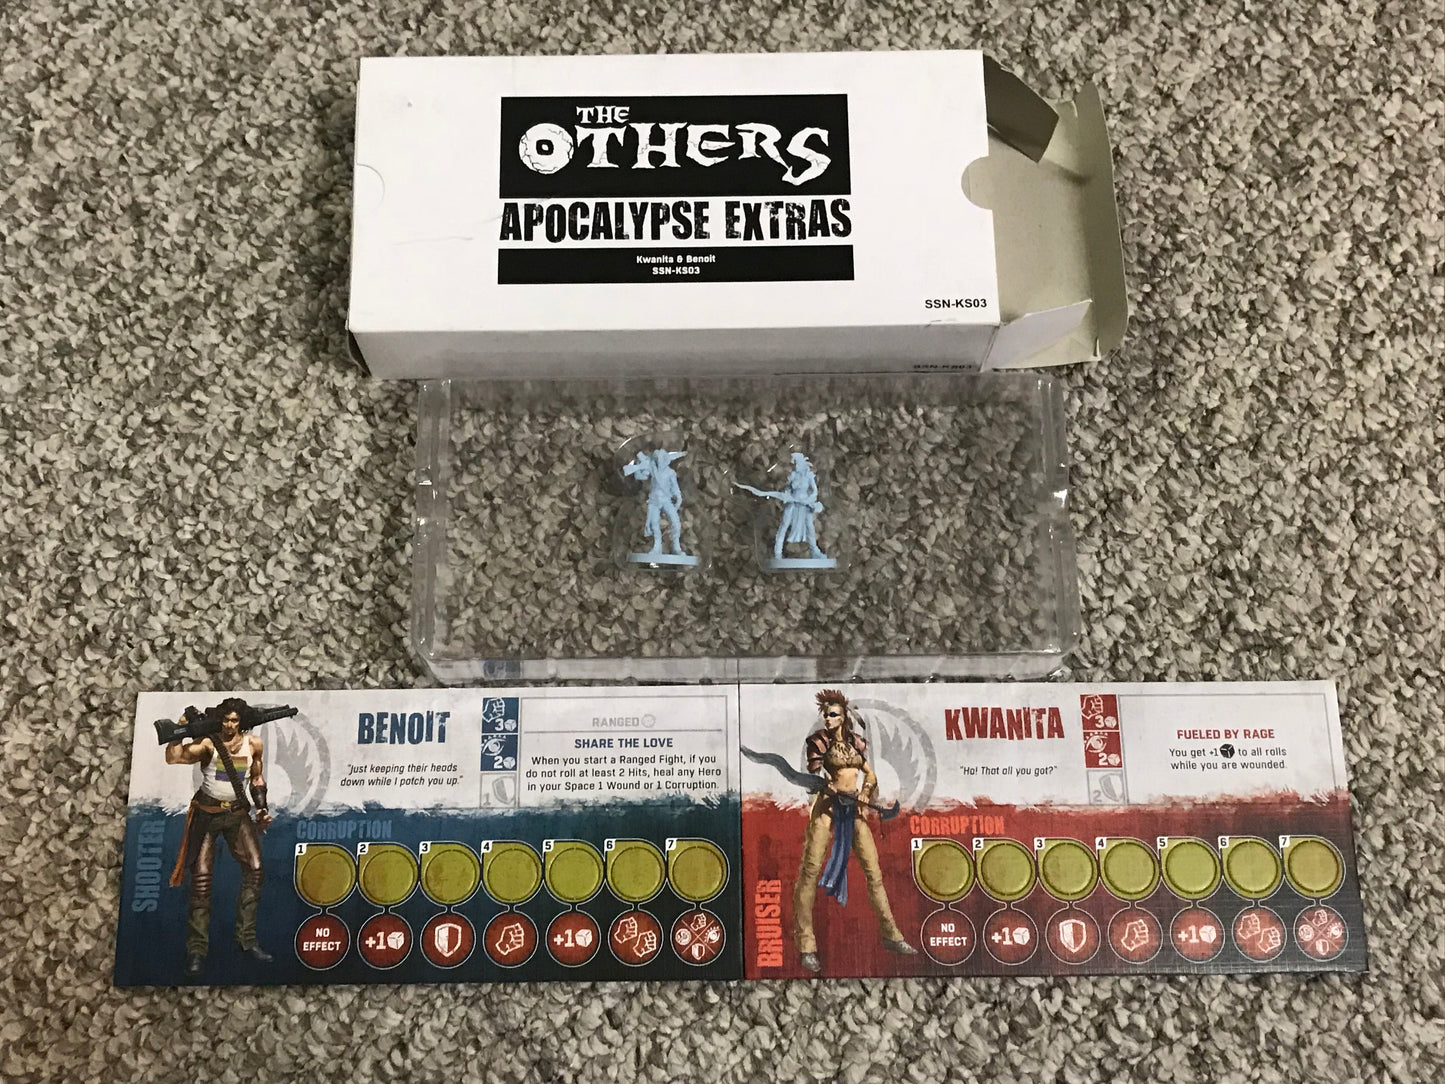 THE
OTHERS
APOCALYPSE EXTRAS
Kwanita & Benoit
SSN-KS03
SSN-KS03
SSN-KS03
BENOIT
"Just keeping their heads
down while I patch you up."
3
2
1
RANGED
SHARE THE LOVE
When you start a Ranged Fight, if you
do not roll at least 2 Hits, heal any Hero
in your Space 1 Wound or 1 Corruption.
SHOOTER
CORRUPTION
1 2 3 4 5 6 7
NO
EFFECT
+1
+1
KWANITA
"Ha! That all you got?"
3
2
2
FUELED BY RAGE
You get +1 to all rolls
while you are wounded.
BRUISER
CORRUPTION
1 2 3 4 5 6 7
NO
EFFECT
+1
+1